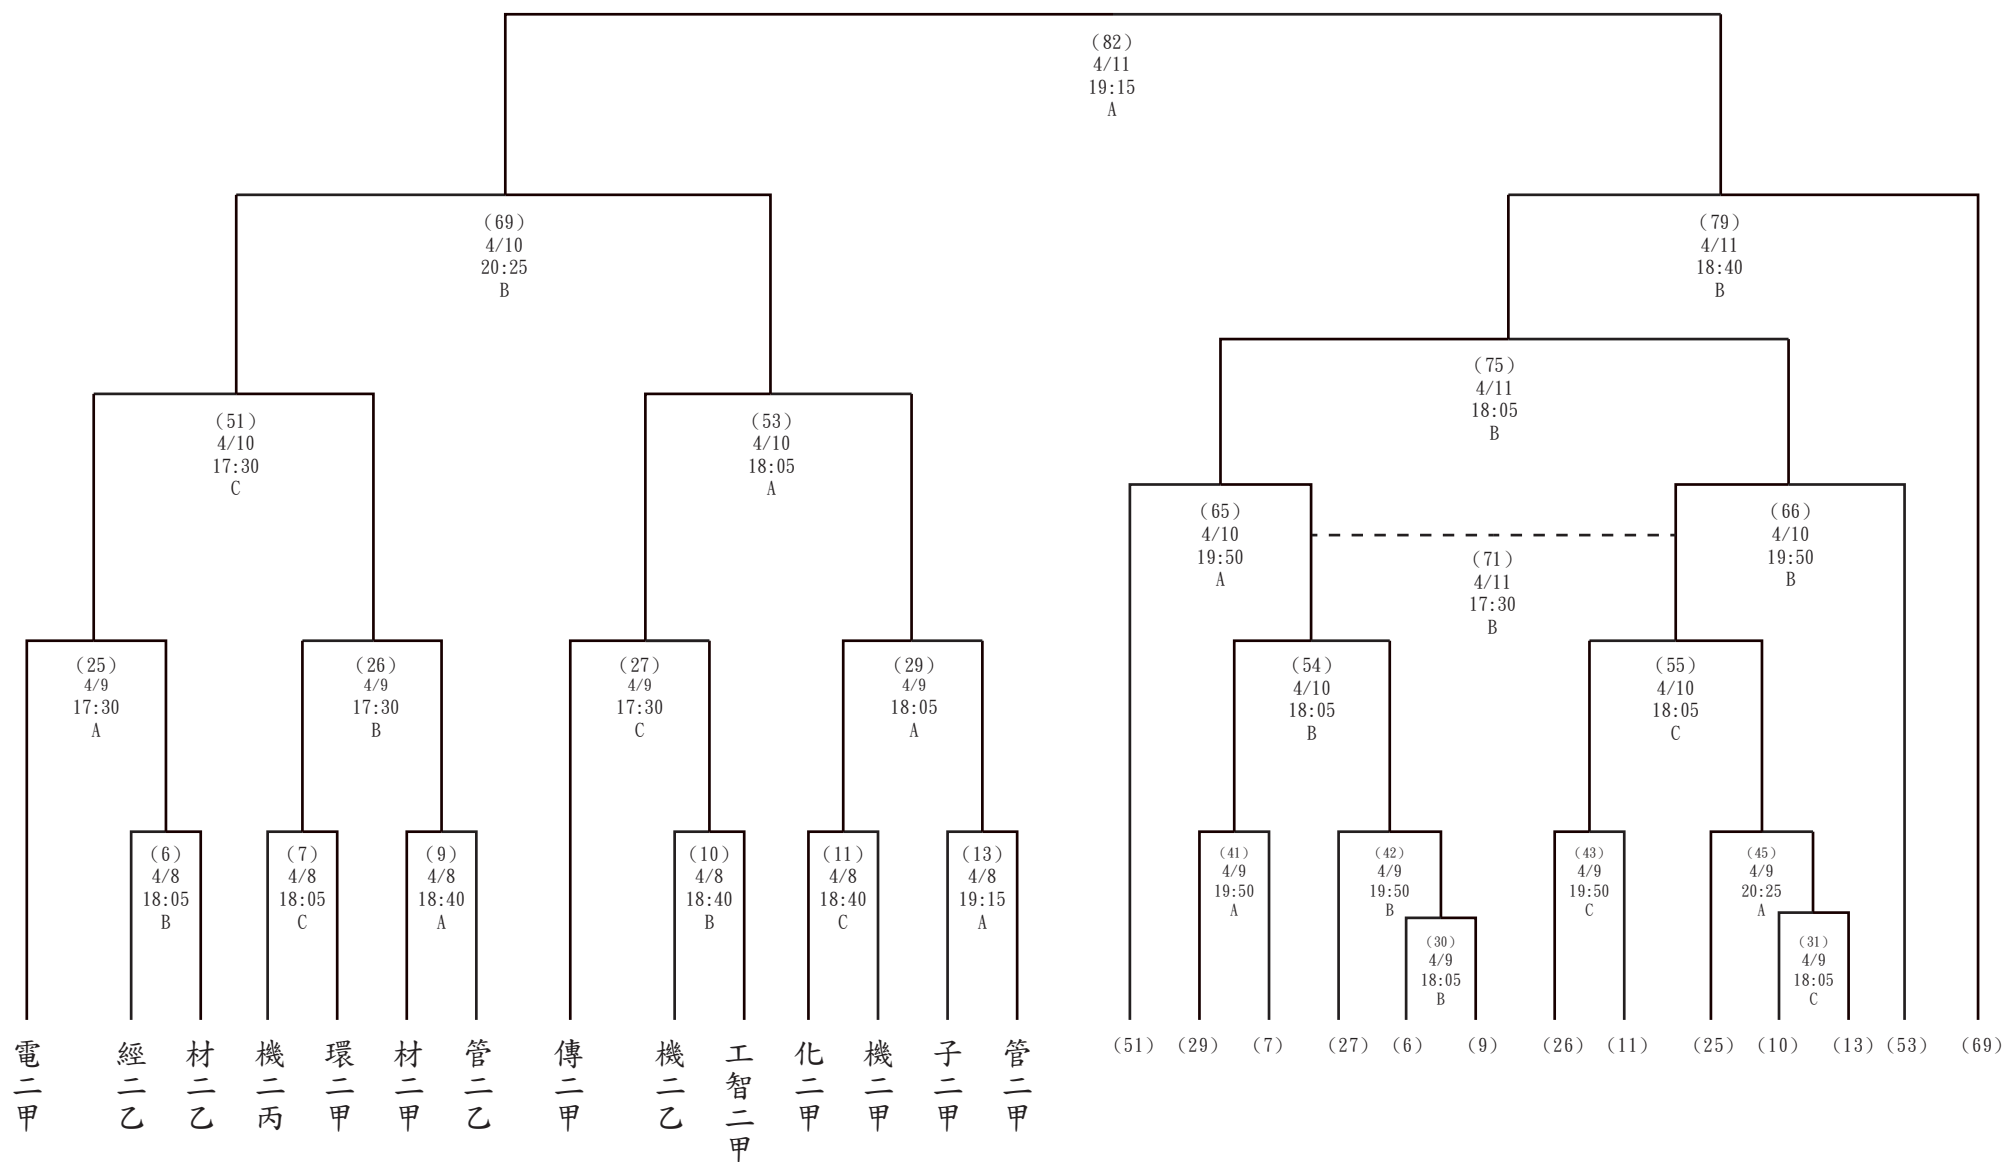 (82)
4/11
19:15
A
(69)
4/10
20:25
B
(79)
4/11
18:40
B
(75)
4/11
18:05
B
(51)
4/10
17:30
C
(53)
4/10
18:05
A
(65)
4/10
19:50
A
(66)
4/10
19:50
B
(71)
4/11
17:30
B
(25)
4/9
17:30
A
(26)
4/9
17:30
B
(27)
4/9
17:30
C
(29)
4/9
18:05
A
(54)
4/10
18:05
B
(55)
4/10
18:05
C
(6)
4/8
18:05
B
(7)
4/8
18:05
C
(9)
4/8
18:40
A
(10)
4/8
18:40
B
(11)
4/8
18:40
C
(13)
4/8
19:15
A
(41)
4/9
19:50
A
(42)
4/9
19:50
B
(43)
4/9
19:50
C
(45)
4/9
20:25
A
(30)
4/9
18:05
B
(31)
4/9
18:05
C
電二甲
經二乙
材二乙
機二丙
環二甲
材二甲
管二乙
傳二甲
機二乙
工智二甲
化二甲
機二甲
子二甲
管二甲
(51) (29) (7) (27) (6) (9) (26) (11) (25) (10) (13) (53) (69)